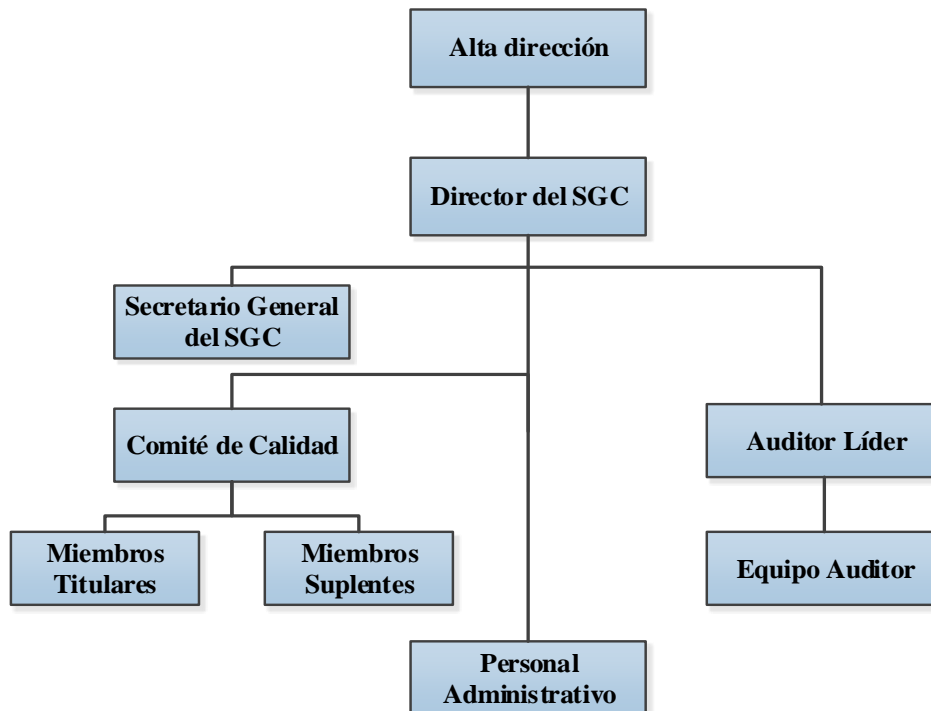 Alta dirección
Director del SGC
Secretario General
del SGC
Comité de Calidad
Auditor Líder
Miembros
Titulares
Miembros
Suplentes
Equipo Auditor
Personal
Administrativo